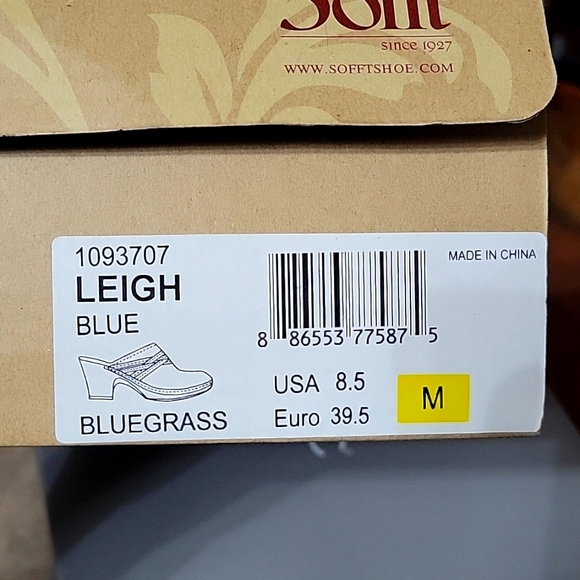 Söfft
since 1927
WWW.SOFFTSHOE.COM
1093707
LEIGH
BLUE
BLUEGRASS
8 86553 77587 5
MADE IN CHINA
USA 8.5
Euro 39.5
M